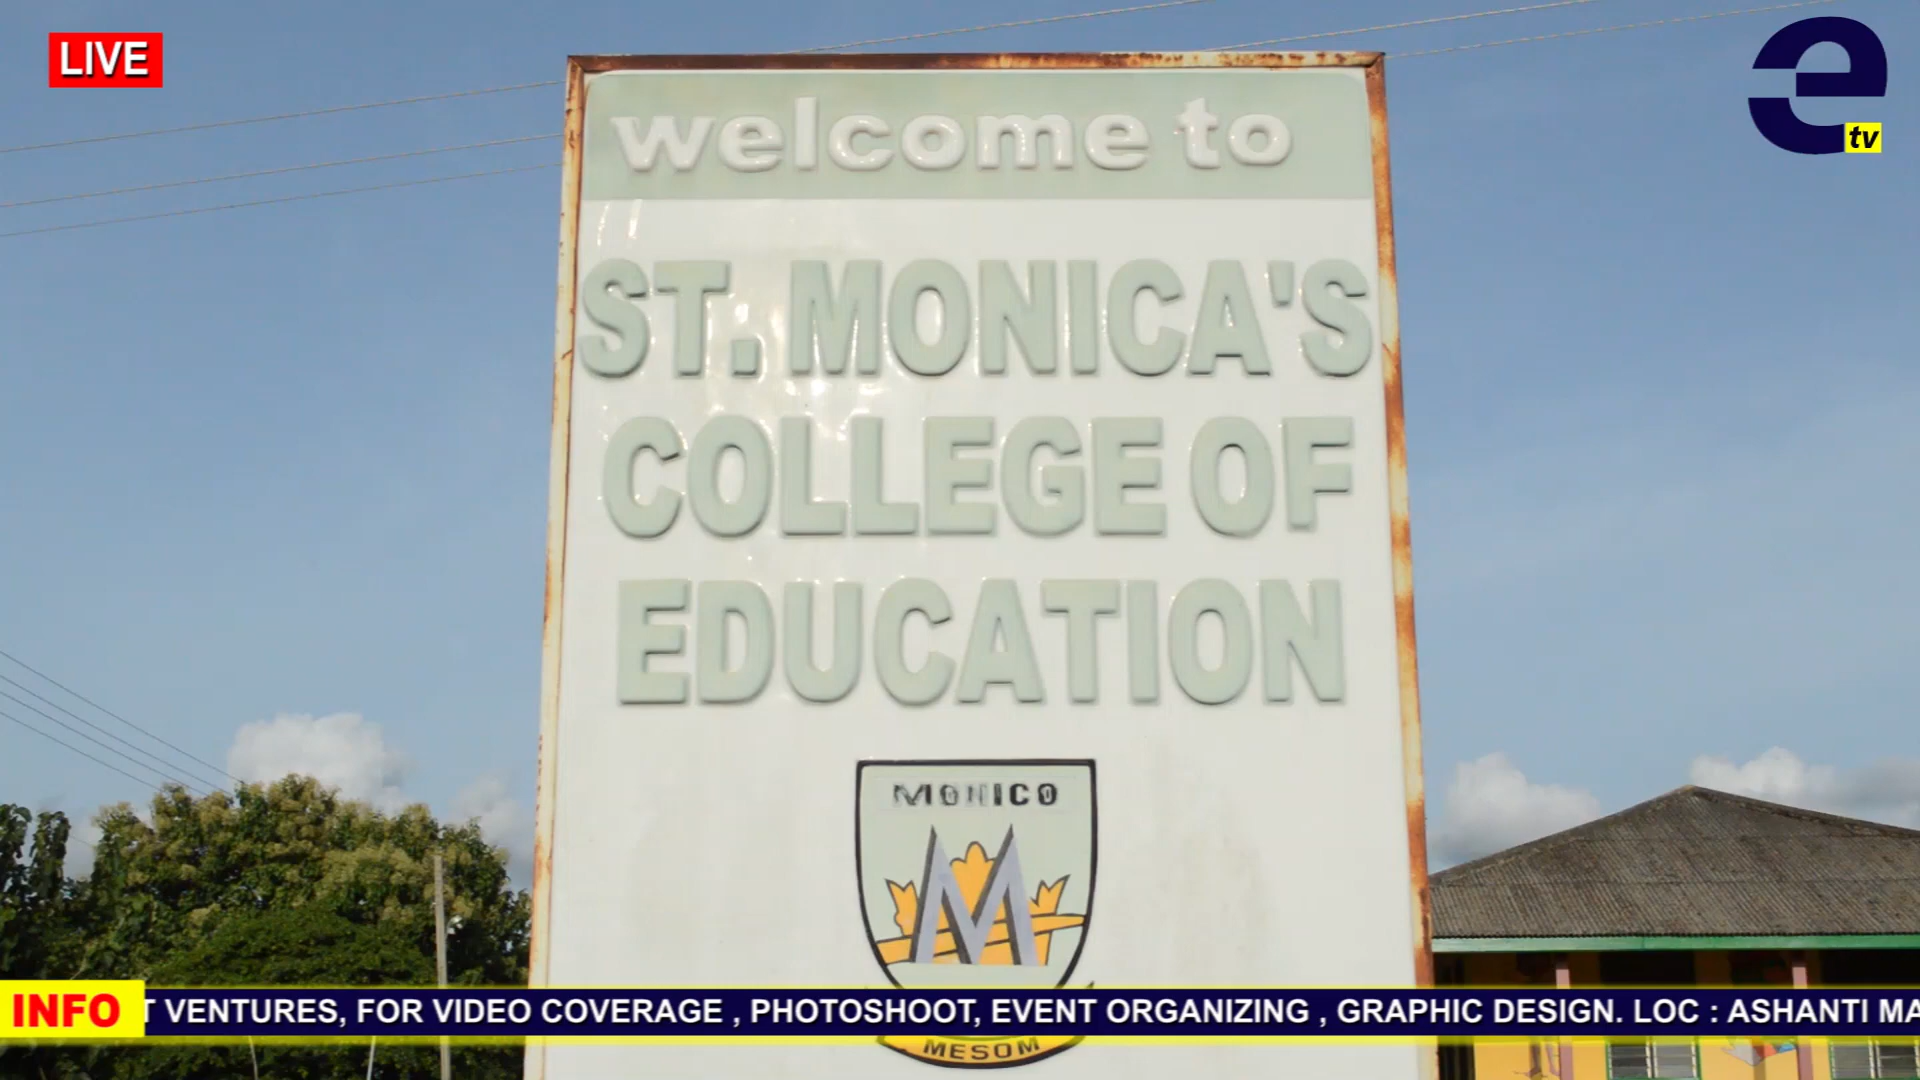 LIVE
e
tv
welcome to
ST. MONICA'S
COLLEGE OF
EDUCATION
MONICO
M
INFO
T VENTURES, FOR VIDEO COVERAGE , PHOTOSHOOT, EVENT ORGANIZING , GRAPHIC DESIGN. LOC : ASHANTI MA
MESOM